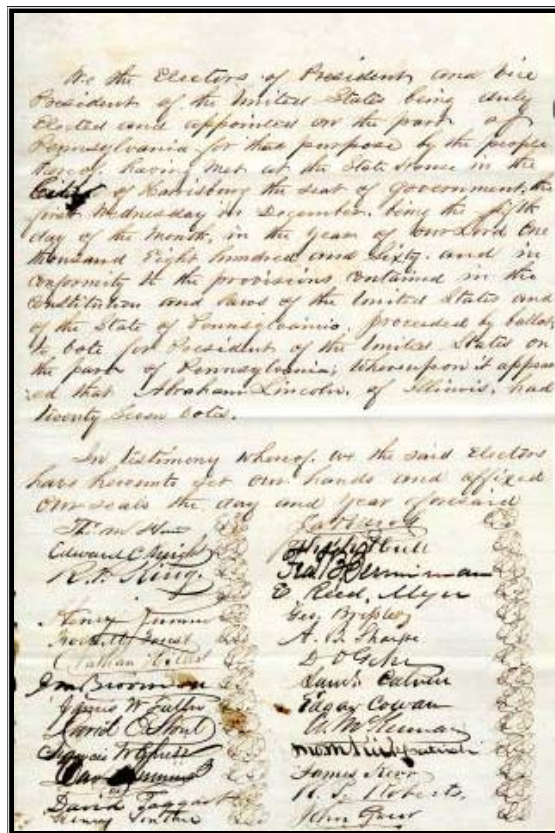 We the Electors of President and Vice
President of the United States being duly
Elected and appointed on the part of
Pennsylvania for that purpose by the people
thereof, having met at the State House in the
of Harrisburg the seat of Government, the
first Wednesday in December, being the fifth
day of the Month, in the year of our Lord One
thousand Eight hundred and Sixty, and in
conformity to the provisions contained in the
Constitution and laws of the United States and
of the State of Pennsylvania, proceeded by ballot
to vote for President of the United States on
the part of Pennsylvania; Whereupon it appear
ed that Abraham Lincoln, of Illinois, had
twenty seven votes.
In testimony whereof, we the said Electors
have hereunto set our hands and affixed
our seals the day and year aforesaid
Edward C Knight
R. P. King.
Henry
David
James W Fuller
David E Stout
Francis W
David Taggart
Reed, Myer
Geo. Bressler
A. B. Sharpe
Saml Calvin
Edgar Cowan
James Kerr
R. P. Roberts,
John Greer